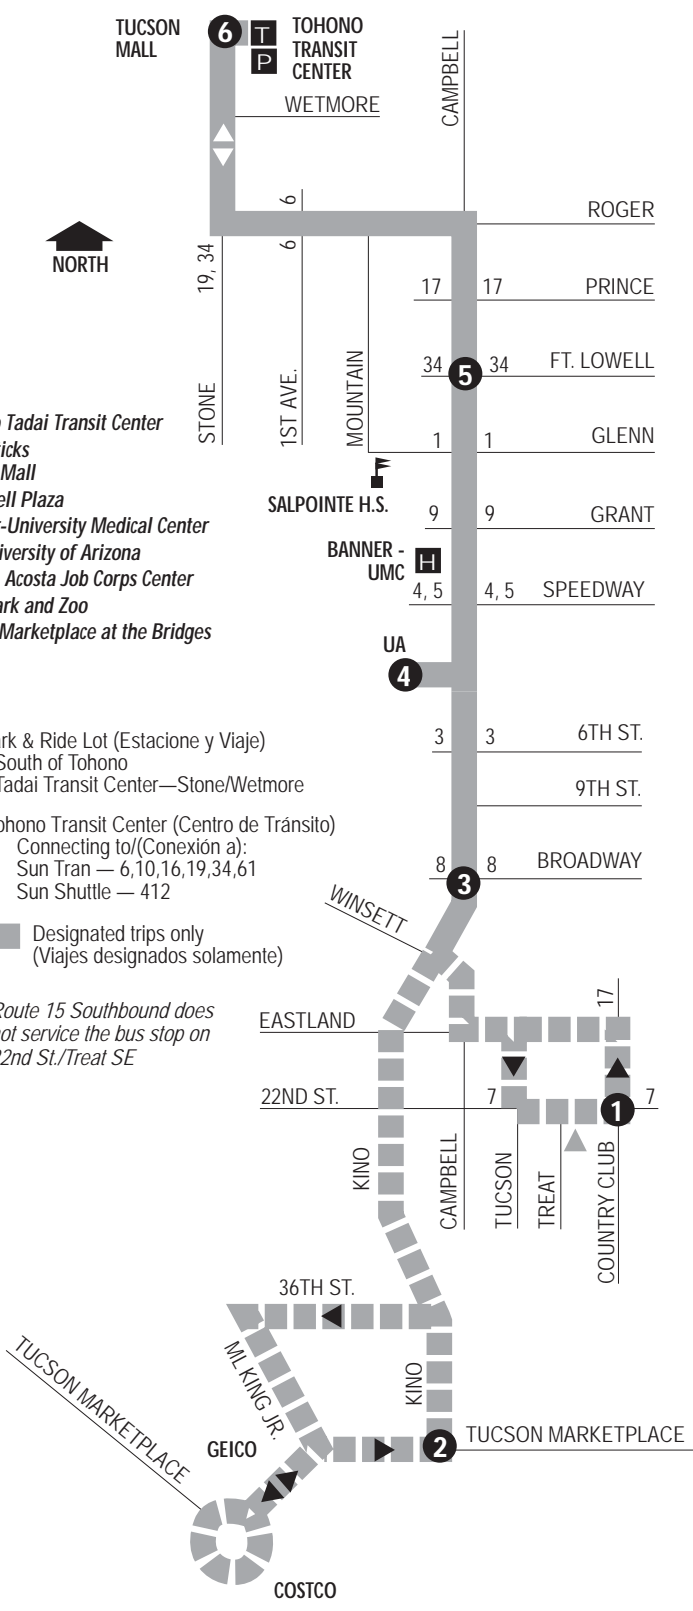 TUCSON
MALL
6
T
P
TOHONO
TRANSIT
CENTER
CAMPBELL
WETMORE
6
ROGER
NORTH
19, 34
6
17
17
PRINCE
34
5
34
FT. LOWELL
STONE
1ST AVE.
MOUNTAIN
1
1
GLENN
Tadai Transit Center
Mall
Plaza
-University Medical Center
of Arizona
Acosta Job Corps Center
and Zoo
Marketplace at the Bridges
SALPOINTE H.S.
9
9
GRANT
BANNER -
UMC
H
4, 5
4, 5
SPEEDWAY
UA
4
& Ride Lot (Estacione y Viaje)
South of Tohono
Tadai Transit Center—Stone/Wetmore
3
3
6TH ST.
9TH ST.
Transit Center (Centro de Tránsito)
Connecting to/(Conexión a):
Sun Tran — 6,10,16,19,34,61
Sun Shuttle — 412
8
8
BROADWAY
3
WINSETT
Designated trips only
(Viajes designados solamente)
Route 15 Southbound does
not service the bus stop on
22nd St./Treat SE
EASTLAND
17
22ND ST.
7
1
7
KINO
CAMPBELL
TUCSON
TREAT
COUNTRY CLUB
36TH ST.
ML KING JR.
KINO
TUCSON MARKETPLACE
GEICO
2
TUCSON MARKETPLACE
COSTCO